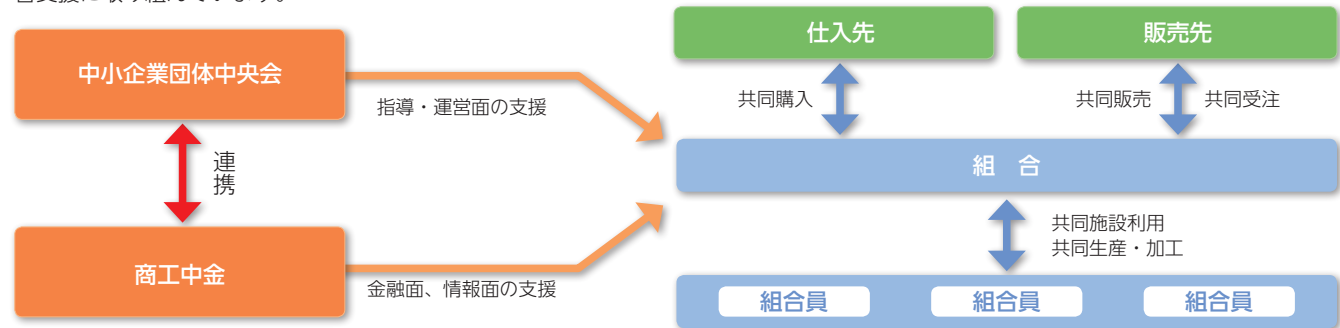 仕入先
販売先
中小企業団体中央会
指導・運営面の支援
共同購入
共同販売
共同受注
連携
組 合
商工中金
金融面、情報面の支援
共同施設利用
共同生産・加工
組合員
組合員
組合員